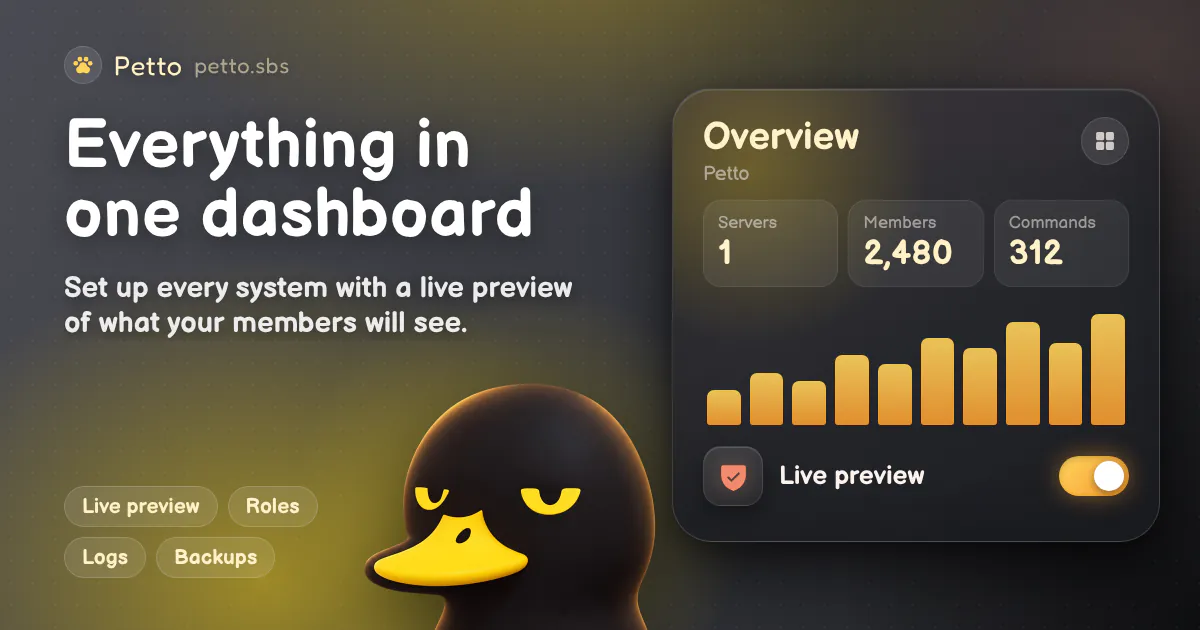 Petto petto.sbs
Everything in
one dashboard
Set up every system with a live preview
of what your members will see.
Live preview
Roles
Logs
Backups
Overview
Petto
Servers
1
Members
2,480
Commands
312
Live preview